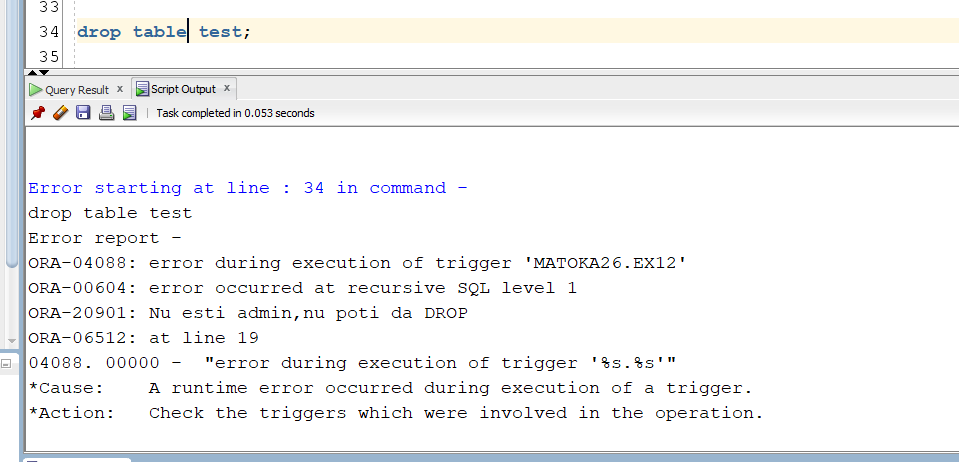 33
34 drop table test;
35
Query Result x Script Output x
Task completed in 0.053 seconds
Error starting at line : 34 in command -
drop table test
Error report -
ORA-04088: error during execution of trigger 'MATOKA26.EX12'
ORA-00604: error occurred at recursive SQL level 1
ORA-20901: Nu esti admin,nu poti da DROP
ORA-06512: at line 19
04088. 00000 -  "error during execution of trigger '%s.%s'"
*Cause:    A runtime error occurred during execution of a trigger.
*Action:   Check the triggers which were involved in the operation.